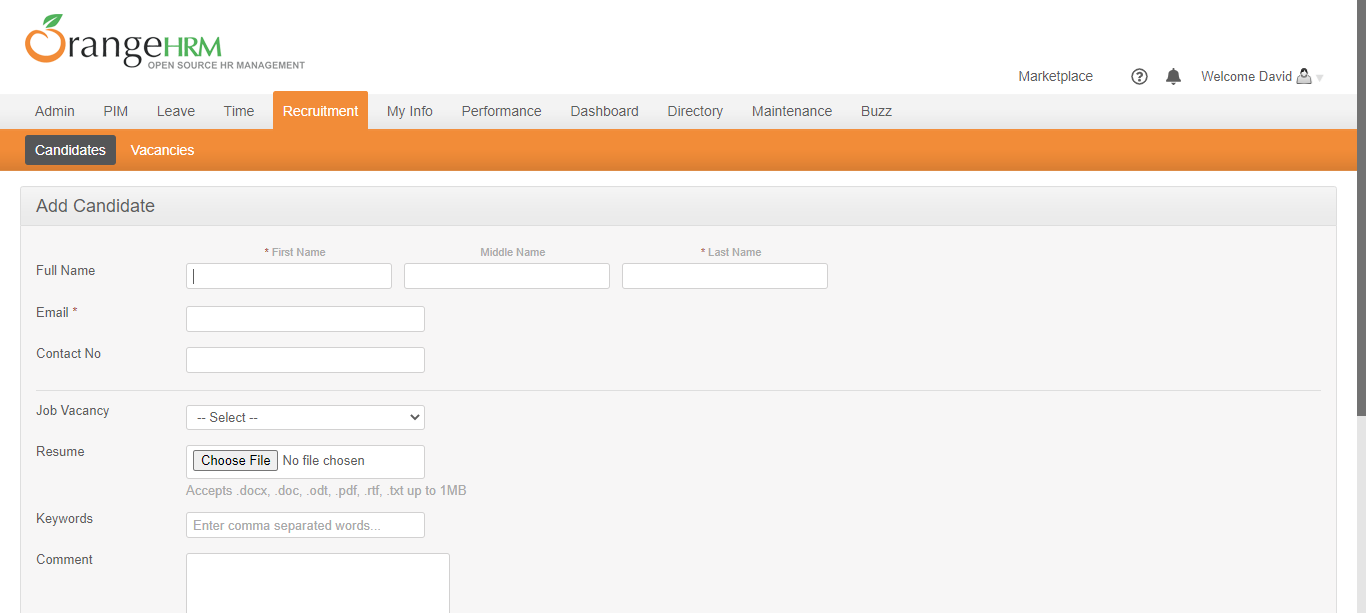 OrangeHRM
OPEN SOURCE HR MANAGEMENT
Marketplace
Welcome David
Admin PIM Leave Time Recruitment My Info Performance Dashboard Directory Maintenance Buzz
Candidates Vacancies
Add Candidate
* First Name Middle Name * Last Name
Full Name
Email *
Contact No
Job Vacancy -- Select --
Resume Choose File No file chosen
Accepts .docx, .doc, .odt, .pdf, .rtf, .txt up to 1MB
Keywords Enter comma separated words...
Comment